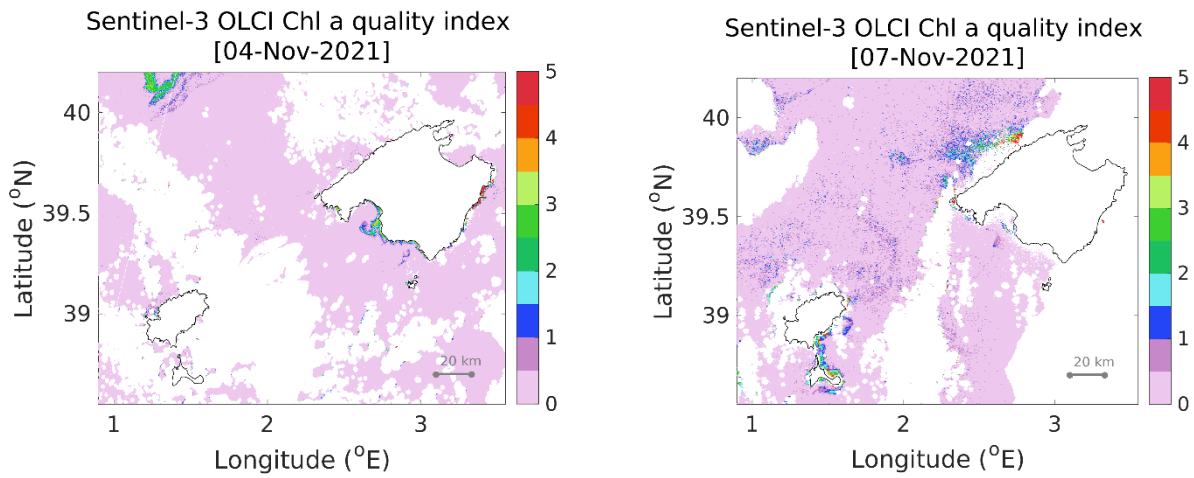 Sentinel-3 OLCI Chl a quality index
[04-Nov-2021]
5
4
3
2
1
0
40
39.5
39
Latitude (°N)
20 km
1
2
3
Longitude (°E)
Sentinel-3 OLCI Chl a quality index
[07-Nov-2021]
5
4
3
2
1
0
40
39.5
39
Latitude (°N)
20 km
1
2
3
Longitude (°E)